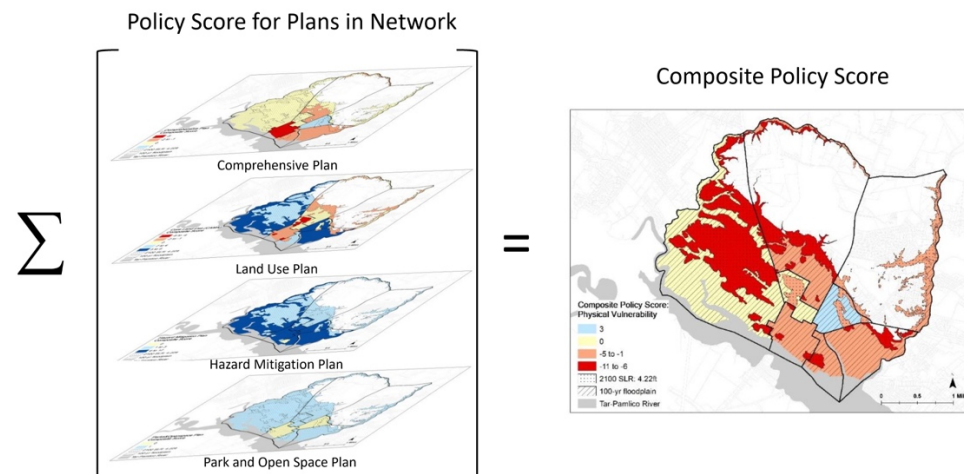 Policy Score for Plans in Network
Comprehensive Plan
Land Use Plan
Hazard Mitigation Plan
Park and Open Space Plan
∑
=
Composite Policy Score
Composite Policy Score:
Physical Vulnerability
3
0
-5 to -1
-11 to -6
2100 SLR: 4.22ft
100-yr floodplain
Tar-Pamlico River
0 0.5 1 Mi